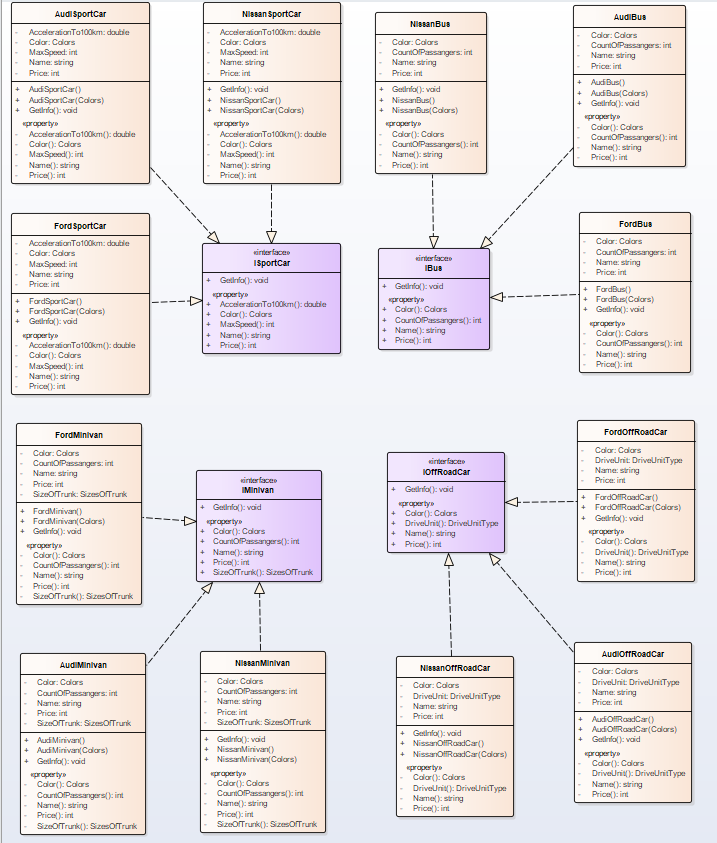 AudiSportCar
- AccelerationTo100km: double
- Color: Colors
- MaxSpeed: int
- Name: string
- Price: int
+ AudiSportCar()
+ AudiSportCar(Colors)
+ GetInfo(): void
«property»
- AccelerationTo100km(): double
- Color(): Colors
- MaxSpeed(): int
- Name(): string
- Price(): int
NissanSportCar
- AccelerationTo100km: double
- Color: Colors
- MaxSpeed: int
- Name: string
- Price: int
+ GetInfo(): void
+ NissanSportCar()
+ NissanSportCar(Colors)
«property»
- AccelerationTo100km(): double
- Color(): Colors
- MaxSpeed(): int
- Name(): string
- Price(): int
NissanBus
- Color: Colors
- CountOfPassangers: int
- Name: string
- Price: int
+ GetInfo(): void
+ NissanBus()
+ NissanBus(Colors)
«property»
- Color(): Colors
- CountOfPassangers(): int
- Name(): string
- Price(): int
AudiBus
- Color: Colors
- CountOfPassangers: int
- Name: string
- Price: int
+ AudiBus()
+ AudiBus(Colors)
+ GetInfo(): void
«property»
- Color(): Colors
- CountOfPassangers(): int
- Name(): string
- Price(): int
FordSportCar
- AccelerationTo100km: double
- Color: Colors
- MaxSpeed: int
- Name: string
- Price: int
+ FordSportCar()
+ FordSportCar(Colors)
+ GetInfo(): void
«property»
- AccelerationTo100km(): double
- Color(): Colors
- MaxSpeed(): int
- Name(): string
- Price(): int
«interface»
ISportCar
+ GetInfo(): void
«property»
+ AccelerationTo100km(): double
+ Color(): Colors
+ MaxSpeed(): int
+ Name(): string
+ Price(): int
«interface»
IBus
+ GetInfo(): void
«property»
+ Color(): Colors
+ CountOfPassangers(): int
+ Name(): string
+ Price(): int
FordBus
- Color: Colors
- CountOfPassangers: int
- Name: string
- Price: int
+ FordBus()
+ FordBus(Colors)
+ GetInfo(): void
«property»
- Color(): Colors
- CountOfPassangers(): int
- Name(): string
- Price(): int
FordMinivan
- Color: Colors
- CountOfPassangers: int
- Name: string
- Price: int
- SizeOfTrunk: SizesOfTrunk
+ FordMinivan()
+ FordMinivan(Colors)
+ GetInfo(): void
«property»
- Color(): Colors
- CountOfPassangers(): int
- Name(): string
- Price(): int
- SizeOfTrunk(): SizesOfTrunk
«interface»
IMinivan
+ GetInfo(): void
«property»
+ Color(): Colors
+ CountOfPassangers(): int
+ Name(): string
+ Price(): int
+ SizeOfTrunk(): SizesOfTrunk
«interface»
IOffRoadCar
+ GetInfo(): void
«property»
+ Color(): Colors
+ DriveUnit(): DriveUnitType
+ Name(): string
+ Price(): int
FordOffRoadCar
- Color: Colors
- DriveUnit: DriveUnitType
- Name: string
- Price: int
+ FordOffRoadCar()
+ FordOffRoadCar(Colors)
+ GetInfo(): void
«property»
- Color(): Colors
- DriveUnit(): DriveUnitType
- Name(): string
- Price(): int
AudiMinivan
- Color: Colors
- CountOfPassangers: int
- Name: string
- Price: int
- SizeOfTrunk: SizesOfTrunk
+ AudiMinivan()
+ AudiMinivan(Colors)
+ GetInfo(): void
«property»
- Color(): Colors
- CountOfPassangers(): int
- Name(): string
- Price(): int
- SizeOfTrunk(): SizesOfTrunk
NissanMinivan
- Color: Colors
- CountOfPassangers: int
- Name: string
- Price: int
- SizeOfTrunk: SizesOfTrunk
+ GetInfo(): void
+ NissanMinivan()
+ NissanMinivan(Colors)
«property»
- Color(): Colors
- CountOfPassangers(): int
- Name(): string
- Price(): int
- SizeOfTrunk(): SizesOfTrunk
NissanOffRoadCar
- Color: Colors
- DriveUnit: DriveUnitType
- Name: string
- Price: int
+ GetInfo(): void
+ NissanOffRoadCar()
+ NissanOffRoadCar(Colors)
«property»
- Color(): Colors
- DriveUnit(): DriveUnitType
- Name(): string
- Price(): int
AudiOffRoadCar
- Color: Colors
- DriveUnit: DriveUnitType
- Name: string
- Price: int
+ AudiOffRoadCar()
+ AudiOffRoadCar(Colors)
+ GetInfo(): void
«property»
- Color(): Colors
- DriveUnit(): DriveUnitType
- Name(): string
- Price(): int